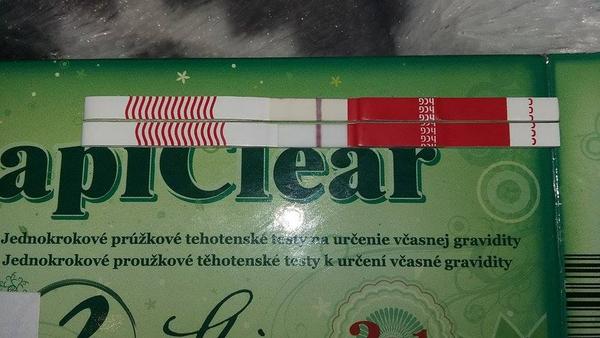 hCG
hCG
apiClear
Jednokrokové prúžkové tehotenské testy na určenie včasnej gravidity
Jednokrokové proužkové těhotenské testy k určení včasné gravidity